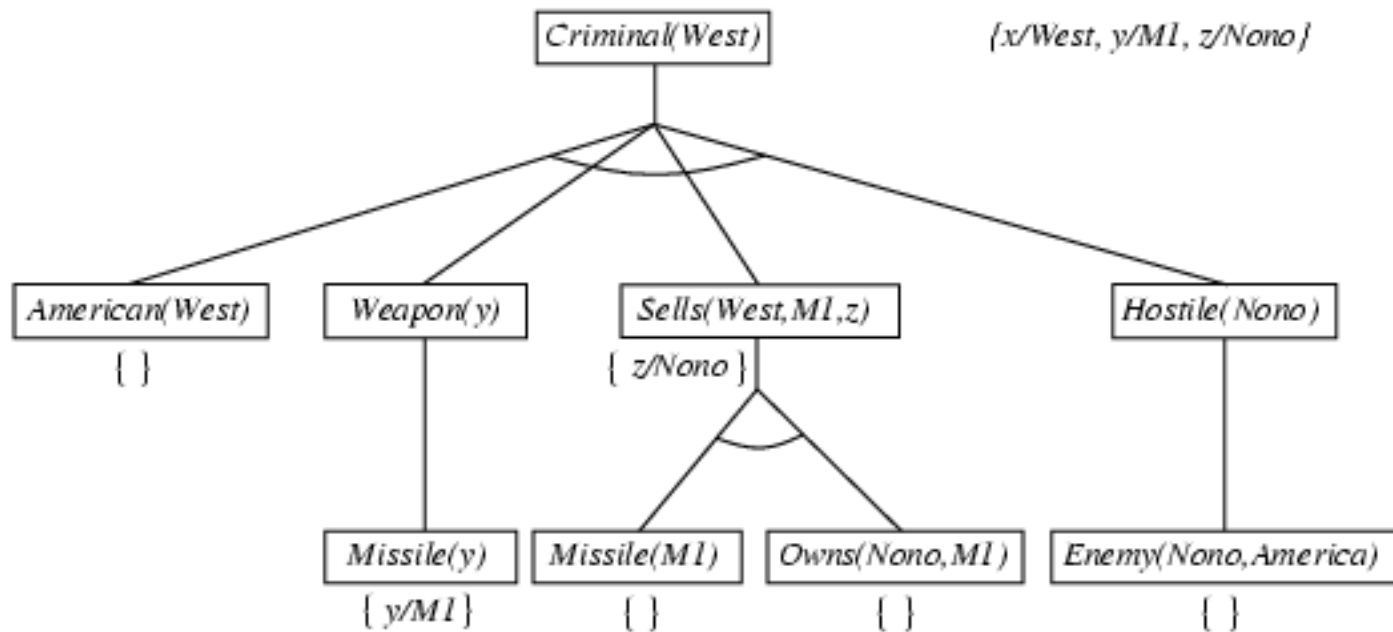 Criminal(West)
{x/West, y/M1, z/Nono}
American(West)
Weapon(y)
Sells(West,M1,z)
Hostile(Nono)
{ }
{ z/Nono }
Missile(y)
Missile(M1)
Owns(Nono,M1)
Enemy(Nono,America)
{ y/M1 }
{ }
{ }
{ }